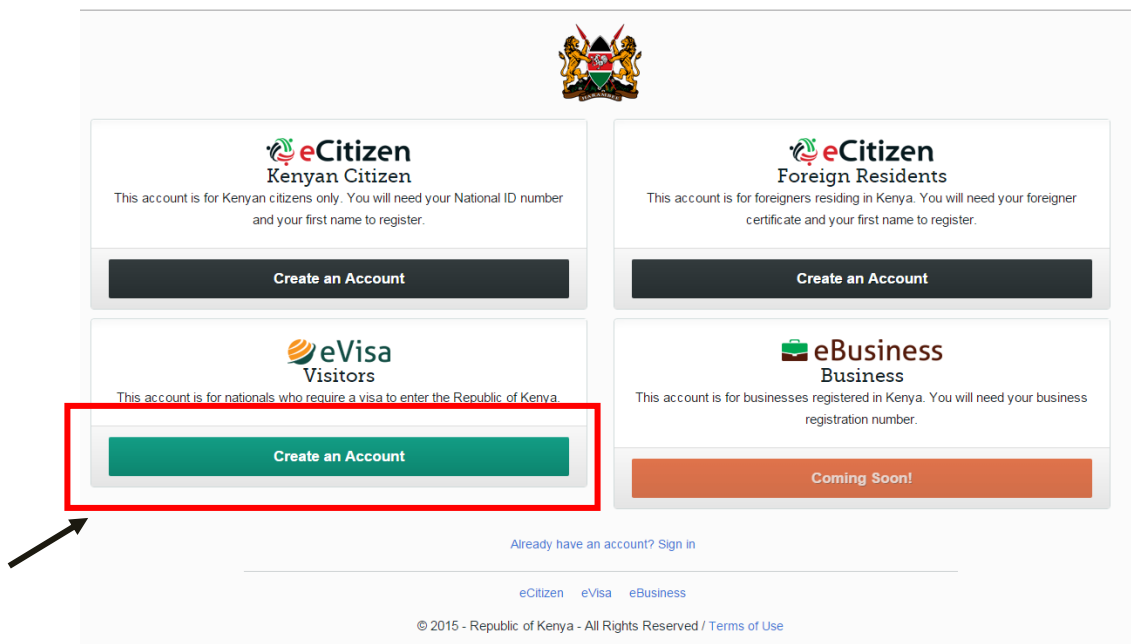 HARAMBEE
eCitizen
Kenyan Citizen
This account is for Kenyan citizens only. You will need your National ID number
and your first name to register.
Create an Account
eCitizen
Foreign Residents
This account is for foreigners residing in Kenya. You will need your foreigner
certificate and your first name to register.
Create an Account
eVisa
Visitors
This account is for nationals who require a visa to enter the Republic of Kenya.
Create an Account
eBusiness
Business
This account is for businesses registered in Kenya. You will need your business
registration number.
Coming Soon!
Already have an account? Sign in
eCitizen eVisa eBusiness
© 2015 - Republic of Kenya - All Rights Reserved / Terms of Use